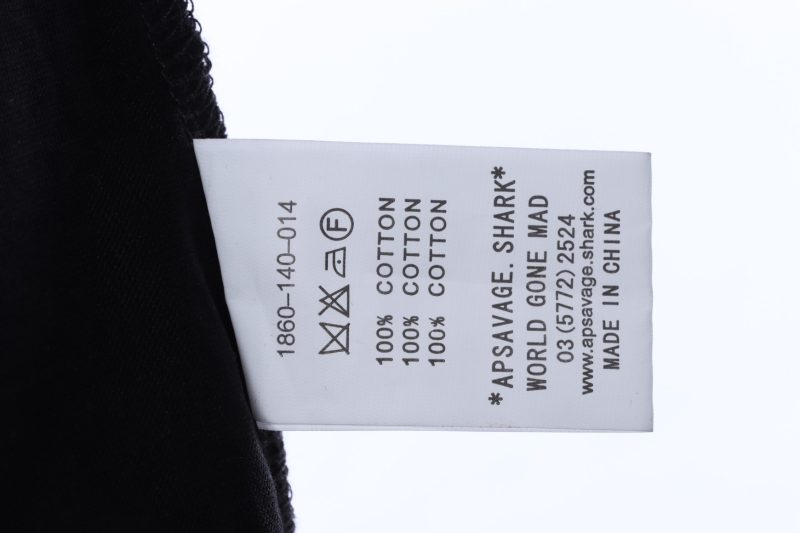 1860-140-014
F
100% COTTON
100% COTTON
100% COTTON
*APSAVAGE.SHARK*
WORLD GONE MAD
03 (5772) 2524
www.apsavage.shark.com
MADE IN CHINA